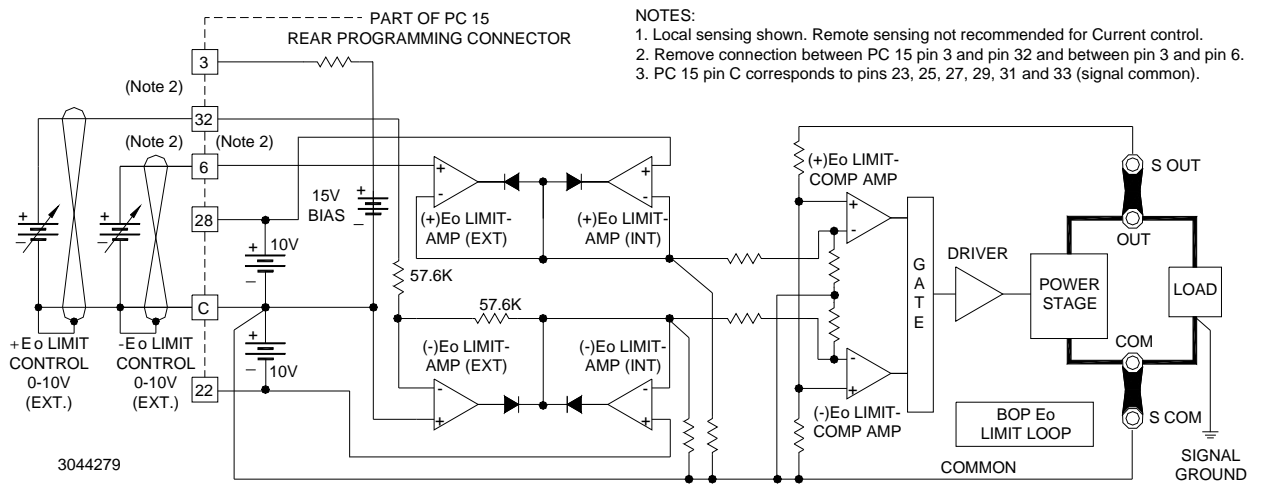 PART OF PC 15
REAR PROGRAMMING CONNECTOR
NOTES:
1. Local sensing shown. Remote sensing not recommended for Current control.
2. Remove connection between PC 15 pin 3 and pin 32 and between pin 3 and pin 6.
3. PC 15 pin C corresponds to pins 23, 25, 27, 29, 31 and 33 (signal common).
3
(Note 2)
32
(Note 2)
(Note 2)
6
28
C
22
+
–
+
–
+Eo LIMIT
CONTROL
0-10V
(EXT.)
-Eo LIMIT
CONTROL
0-10V
(EXT.)
15V
BIAS
+
–
+
10V
–
+
10V
–
57.6K
57.6K
+
-
(+)Eo LIMIT-
AMP (EXT)
+
-
(+)Eo LIMIT-
AMP (INT)
(-)Eo LIMIT-
AMP (EXT)
-
+
(-)Eo LIMIT-
AMP (INT)
-
+
(+)Eo LIMIT-
COMP AMP
+
-
-
+
(-)Eo LIMIT-
COMP AMP
GATE
DRIVER
POWER
STAGE
LOAD
S OUT
OUT
COM
S COM
BOP Eo
LIMIT LOOP
COMMON
SIGNAL
GROUND
3044279